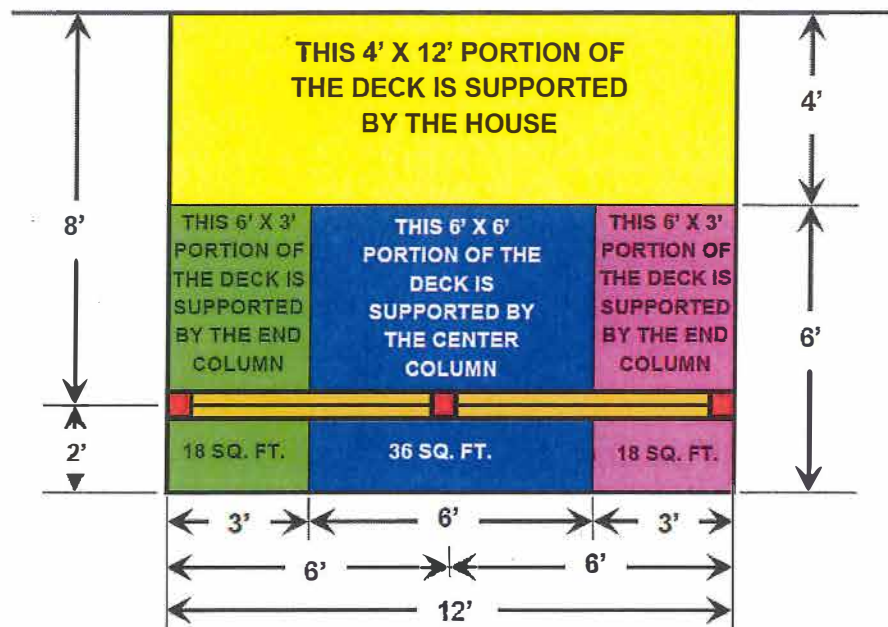 THIS 4' X 12' PORTION OF
THE DECK IS SUPPORTED
BY THE HOUSE
4'
8'
THIS 6' X 3'
PORTION OF
THE DECK IS
SUPPORTED
BY THE END
COLUMN
THIS 6' X 6'
PORTION OF THE
DECK IS
SUPPORTED BY
THE CENTER
COLUMN
THIS 6' X 3'
PORTION OF
THE DECK IS
SUPPORTED
BY THE END
COLUMN
6'
2'
18 SQ. FT.
36 SQ. FT.
18 SQ. FT.
3'
6'
3'
6'
6'
12'